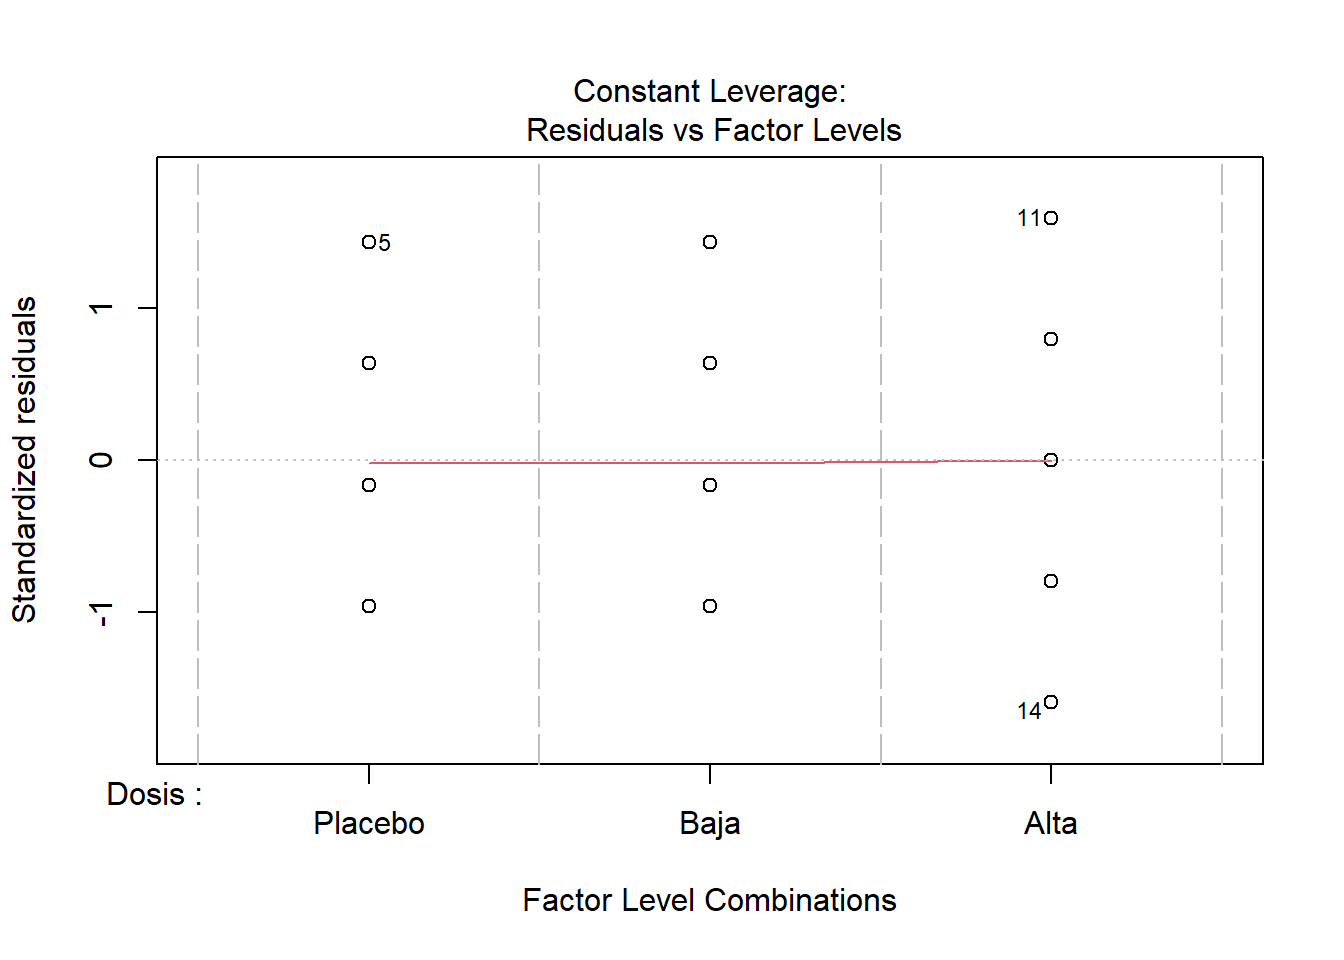 Constant Leverage:
Residuals vs Factor Levels
Standardized residuals
1
0
-1
5
11
14
Dosis :
Placebo
Baja
Alta
Factor Level Combinations